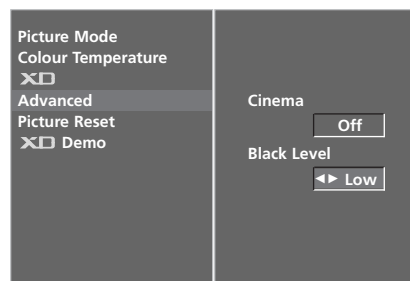 Picture Mode
Colour Temperature
XD
Advanced
Picture Reset
XD Demo
Cinema
Off
Black Level
◄► Low